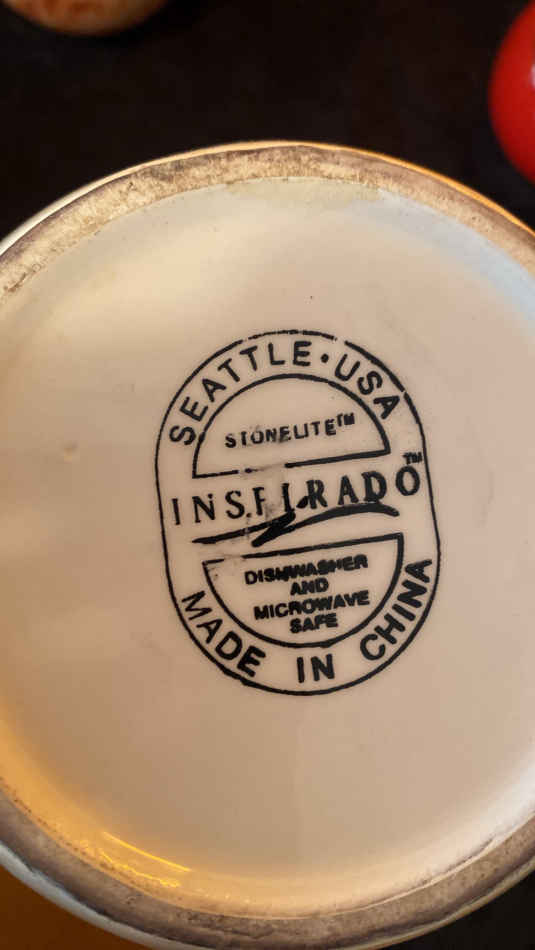 SEATTLE • USA
STONELITE™
INSPIRADO™
DISHWASHER
AND
MICROWAVE
SAFE
MADE IN CHINA